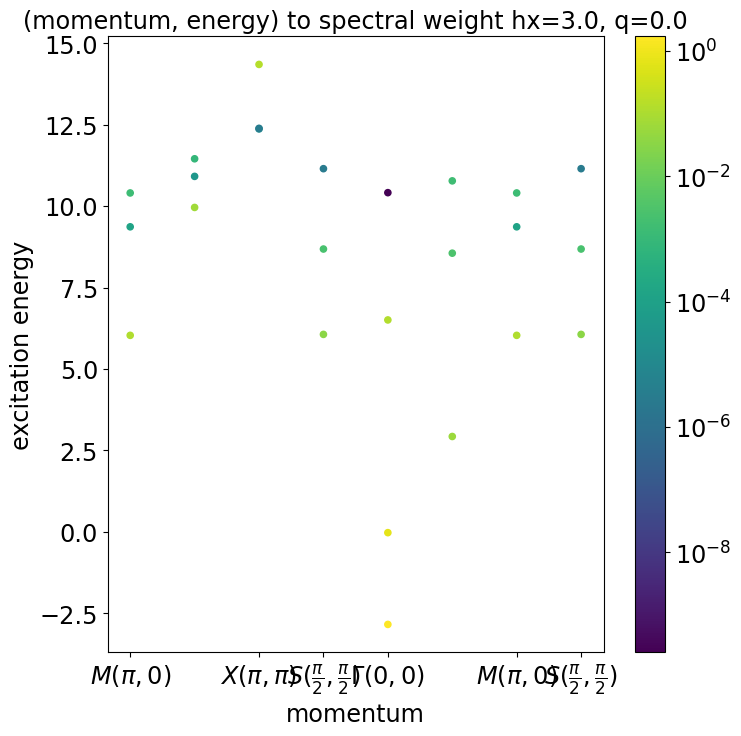 (momentum, energy) to spectral weight hx=3.0, q=0.0
15.0
12.5
10.0
7.5
5.0
2.5
0.0
−2.5
excitation energy
M(π, 0)
X(π, π)
S(π/2, π/2)
Γ(0, 0)
M(π, 0)
S(π/2, π/2)
momentum
10⁰
10⁻²
10⁻⁴
10⁻⁶
10⁻⁸